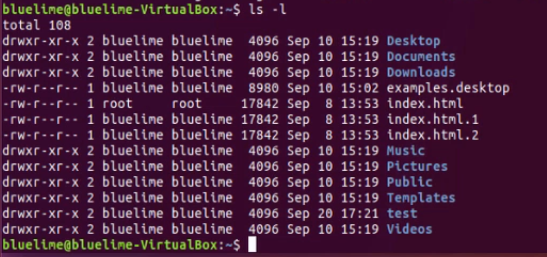 bluelime@bluelime-VirtualBox:~$ ls -l
total 108
drwxr-xr-x 2 bluelime bluelime  4096 Sep 10 15:19 Desktop
drwxr-xr-x 2 bluelime bluelime  4096 Sep 10 15:19 Documents
drwxr-xr-x 2 bluelime bluelime  4096 Sep 10 15:19 Downloads
-rw-r--r-- 1 bluelime bluelime  8980 Sep 10 15:02 examples.desktop
-rw-r--r-- 1 root     root     17842 Sep  8 13:53 index.html
-rw-r--r-- 1 bluelime bluelime 17842 Sep  8 13:53 index.html.1
-rw-r--r-- 1 bluelime bluelime 17842 Sep  8 13:53 index.html.2
drwxr-xr-x 2 bluelime bluelime  4096 Sep 10 15:19 Music
drwxr-xr-x 2 bluelime bluelime  4096 Sep 10 15:19 Pictures
drwxr-xr-x 2 bluelime bluelime  4096 Sep 10 15:19 Public
drwxr-xr-x 2 bluelime bluelime  4096 Sep 10 15:19 Templates
drwxr-xr-x 2 bluelime bluelime  4096 Sep 20 17:21 test
drwxr-xr-x 2 bluelime bluelime  4096 Sep 10 15:19 Videos
bluelime@bluelime-VirtualBox:~$